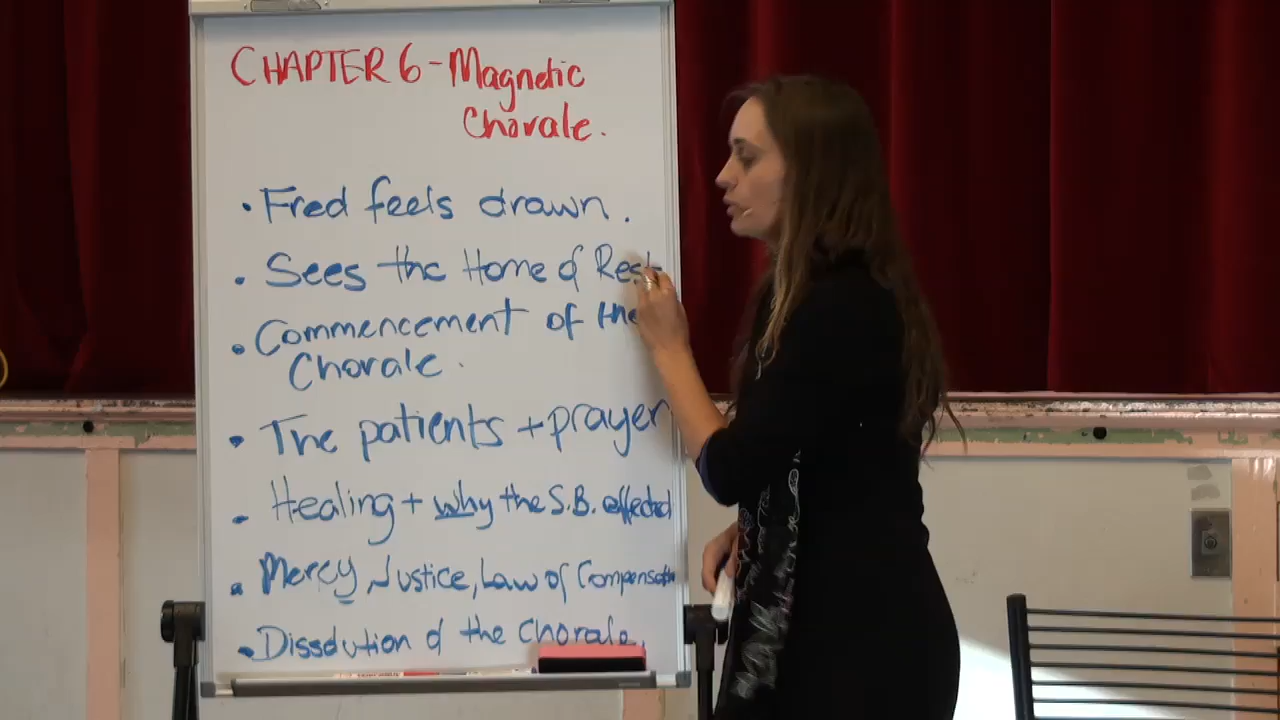 CHAPTER 6 - Magnetic
Chorale.
• Fred feels drawn.
• Sees the Home of Rest
• Commencement of the
Chorale.
• The patients + prayer
• Healing + why the S.B. affected
• Mercy Justice, Law of Compensation
• Dissolution of the Chorale.